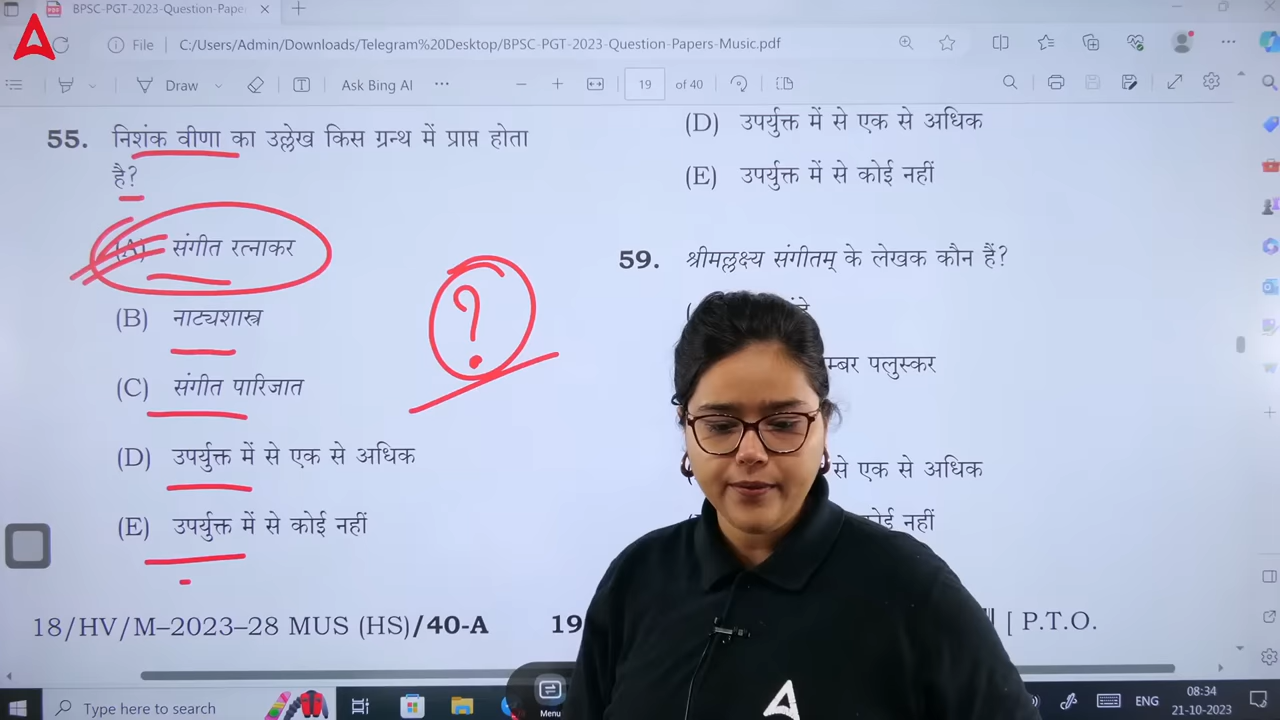 BPSC-PGT-2023-Question-Pape
File
C:/Users/Admin/Downloads/Telegram%20Desktop/BPSC-PGT-2023-Question-Papers-Music.pdf
Draw
Ask Bing AI
19
of 40
55. निशंक वीणा का उल्लेख किस ग्रन्थ में प्राप्त होता
है?
(A) संगीत रत्नाकर
(B) नाट्यशास्त्र
(C) संगीत पारिजात
(D) उपर्युक्त में से एक से अधिक
(E) उपर्युक्त में से कोई नहीं
?
18/HV/M–2023–28 MUS (HS)/40-A
19
(D) उपर्युक्त में से एक से अधिक
(E) उपर्युक्त में से कोई नहीं
59. श्रीमल्लक्ष्य संगीतम् के लेखक कौन हैं?
पलुस्कर
से एक से अधिक
नहीं
[ P.T.O.
Type here to search
Menu
ENG
08:34
21-10-2023